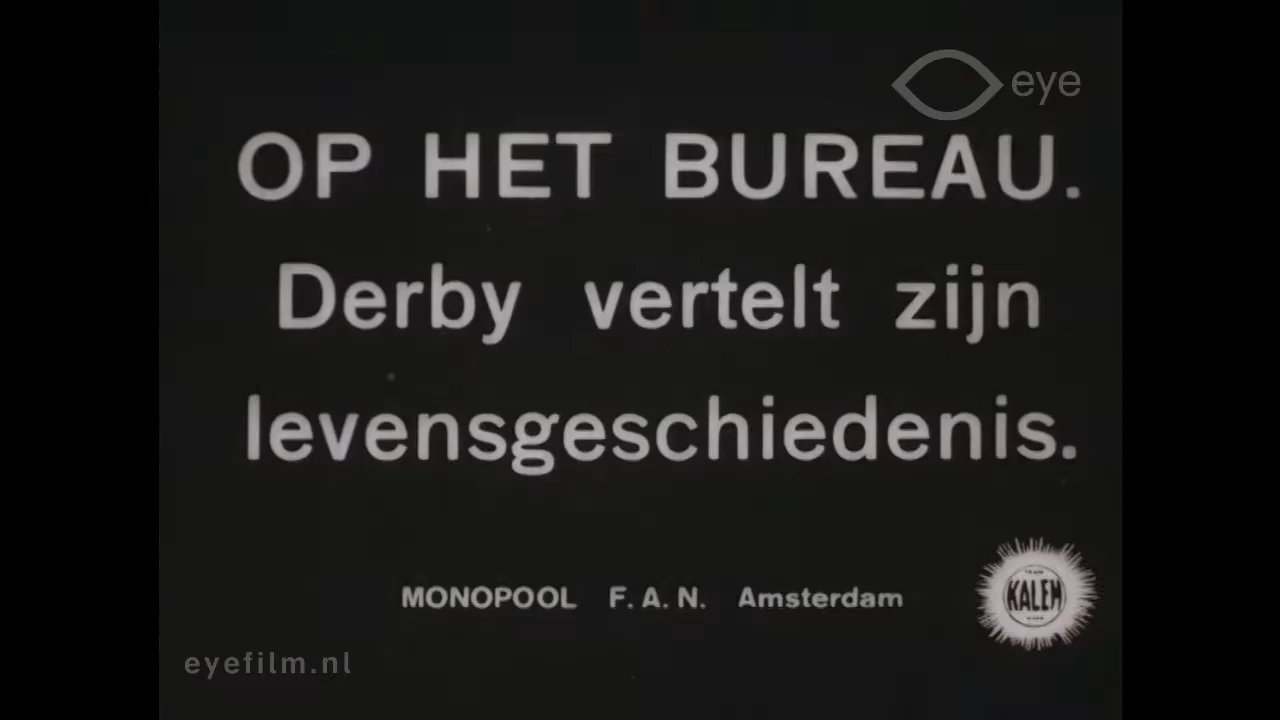 eye
OP HET BUREAU.
Derby vertelt zijn
levensgeschiedenis.
MONOPOOL F. A. N. Amsterdam
KALEM
eyefilm.nl